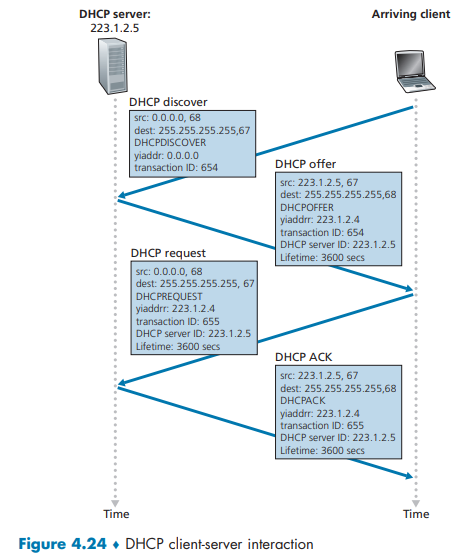 DHCP server:
223.1.2.5
Arriving client
DHCP discover
src: 0.0.0.0, 68
dest: 255.255.255.255,67
DHCPDISCOVER
yiaddr: 0.0.0.0
transaction ID: 654
DHCP offer
src: 223.1.2.5, 67
dest: 255.255.255.255,68
DHCPOFFER
yiaddrr: 223.1.2.4
transaction ID: 654
DHCP server ID: 223.1.2.5
Lifetime: 3600 secs
DHCP request
src: 0.0.0.0, 68
dest: 255.255.255.255, 67
DHCPREQUEST
yiaddrr: 223.1.2.4
transaction ID: 655
DHCP server ID: 223.1.2.5
Lifetime: 3600 secs
DHCP ACK
src: 223.1.2.5, 67
dest: 255.255.255.255,68
DHCPACK
yiaddrr: 223.1.2.4
transaction ID: 655
DHCP server ID: 223.1.2.5
Lifetime: 3600 secs
Time
Time
Figure 4.24 ♦ DHCP client-server interaction